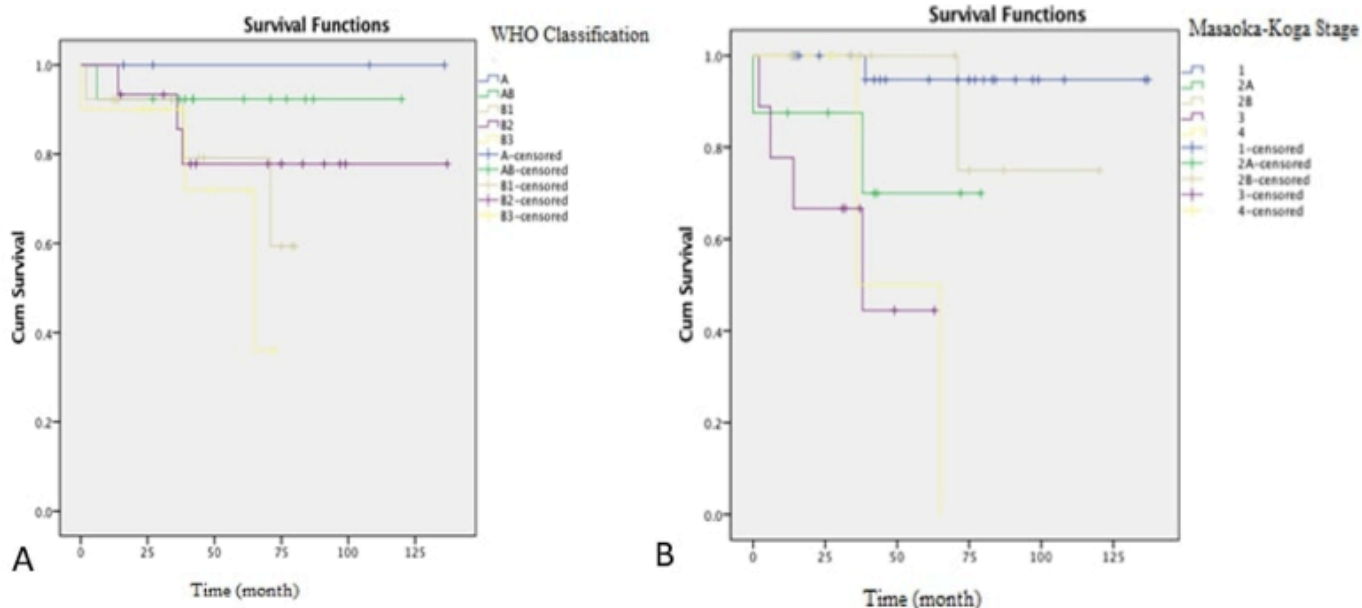 Survival Functions
WHO Classification
A
AB
B1
B2
B3
A-censored
AB-censored
B1-censored
B2-censored
B3-censored
Cum Survival
1.0
0.8
0.6
0.4
0.2
0.0
0 25 50 75 100 125
Time (month)
A
Survival Functions
Masaoka-Koga Stage
1
2A
2B
3
4
1-censored
2A-censored
2B-censored
3-censored
4-censored
Cum Survival
1.0
0.8
0.6
0.4
0.2
0.0
0 25 50 75 100 125
Time (month)
B